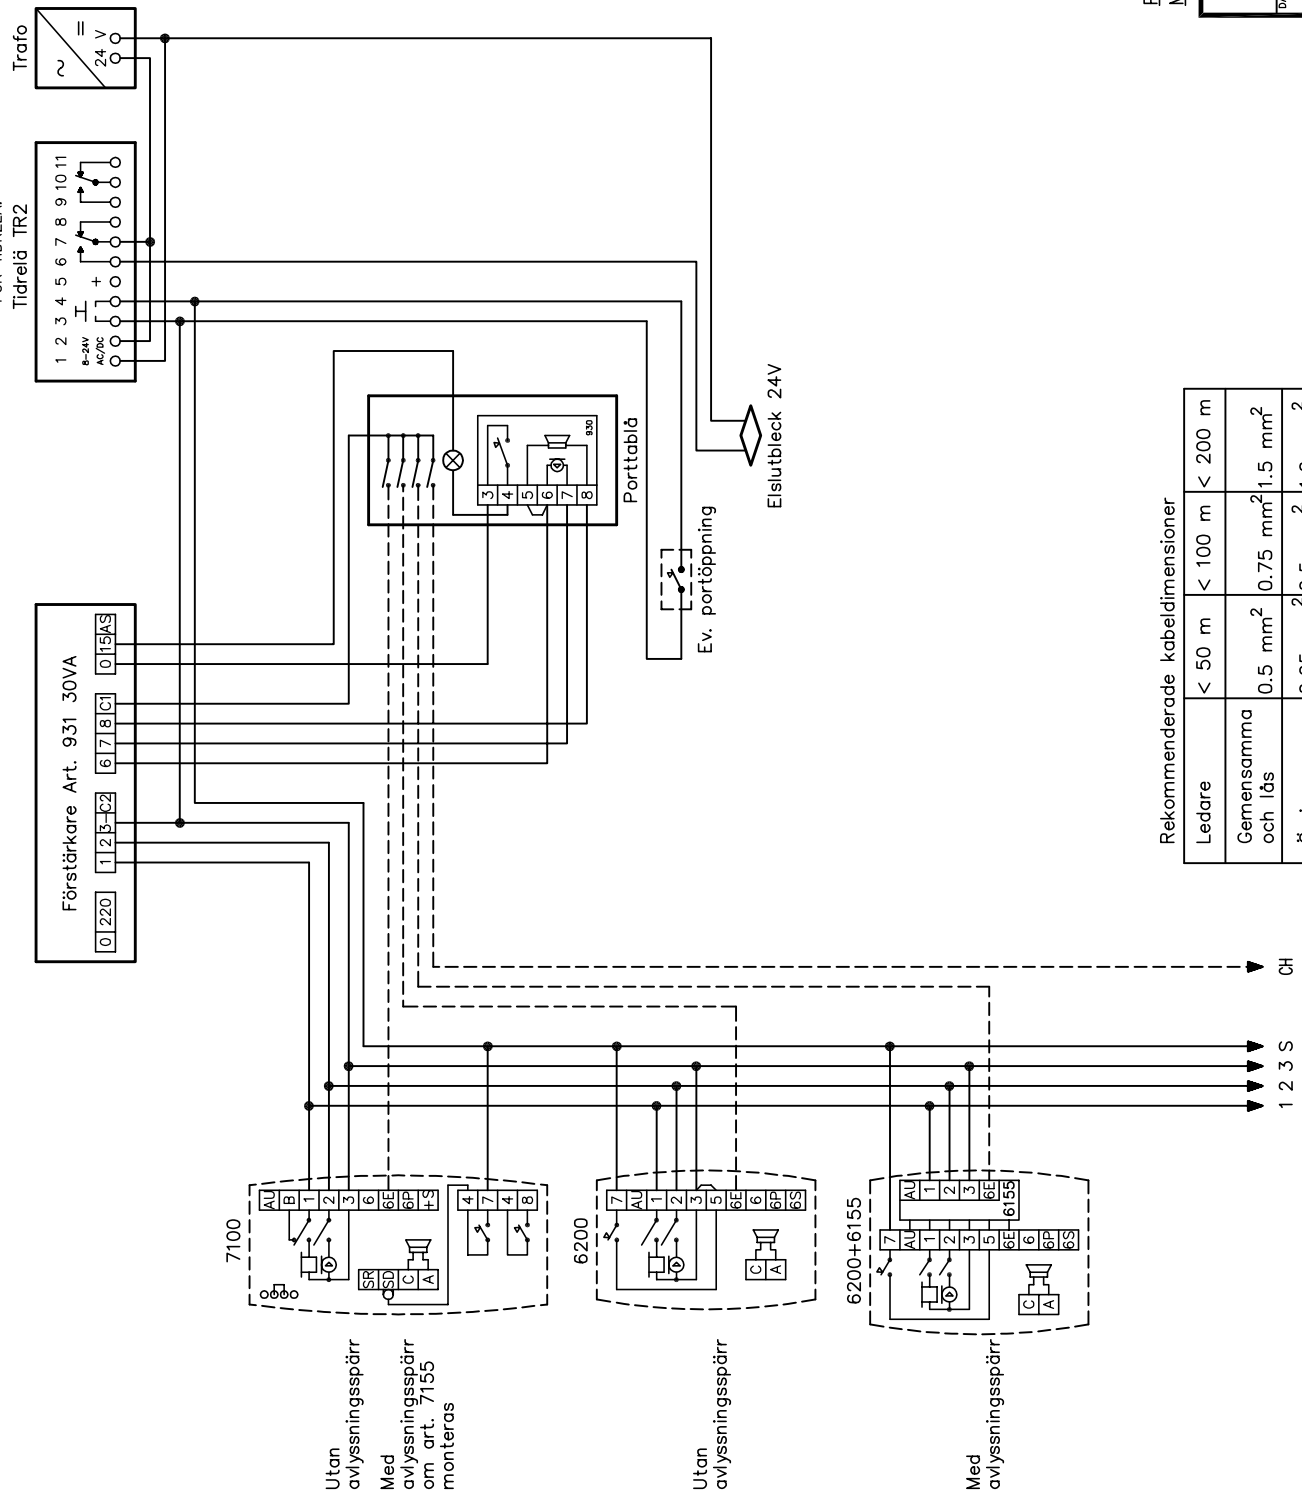 Trafo
24 V
~
=
Tidrelä TR2
1 2 3 4 5 6 7 8 9 10 11
8-24V
AC/DC
+
Förstärkare Art. 931 30VA
0 220
1 2 3-C2
6 7 8 C1
0 15 AS
3 4 5 6 7 8
930
Porttablå
Ev. portöppning
Elslutbleck 24V
7100
AU B 1 2 3 6 6E 6P +S
4 7 4 8
SR SD C A
Utan
avlyssningsspärr
Med
avlyssningsspärr
om art. 7155
monteras
6200
7 AU 1 2 3 5 6E 6 6P 6S
C A
Utan
avlyssningsspärr
6200+6155
AU 1 2 3 6E
6155
7 AU 1 2 3 5 6E 6 6P 6S
C A
Med
avlyssningsspärr
1 2 3 S CH
Rekommenderade kabeldimensioner
Ledare < 50 m < 100 m < 200 m
Gemensamma
och lås 0.5 mm² 0.75 mm² 1.5 mm²